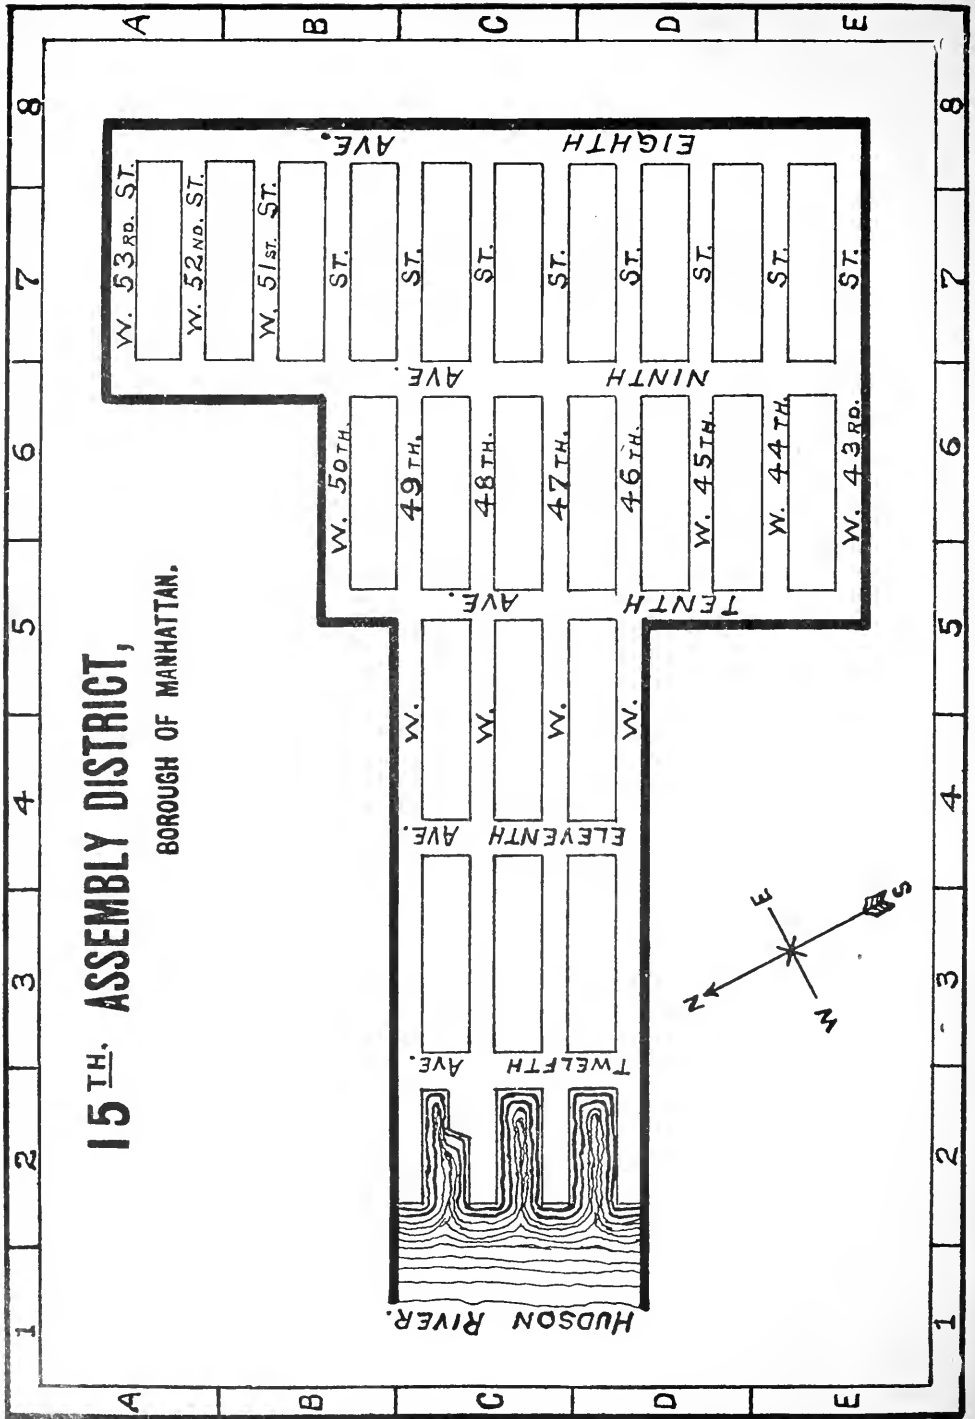 15TH. ASSEMBLY DISTRICT,
BOROUGH OF MANHATTAN.
1 2 3 4 5 6 7 8
A B C D E
W. 53RD. ST.
W. 52ND. ST.
W. 51ST. ST.
W. 50TH. ST.
W. 49TH. ST.
W. 48TH. ST.
W. 47TH. ST.
W. 46TH. ST.
W. 45TH. ST.
W. 44TH. ST.
W. 43RD. ST.
EIGHTH AVE.
NINTH AVE.
TENTH AVE.
ELEVENTH AVE.
TWELFTH AVE.
HUDSON RIVER.
N
E
W
S
A B C D E
1 2 3 4 5 6 7 8